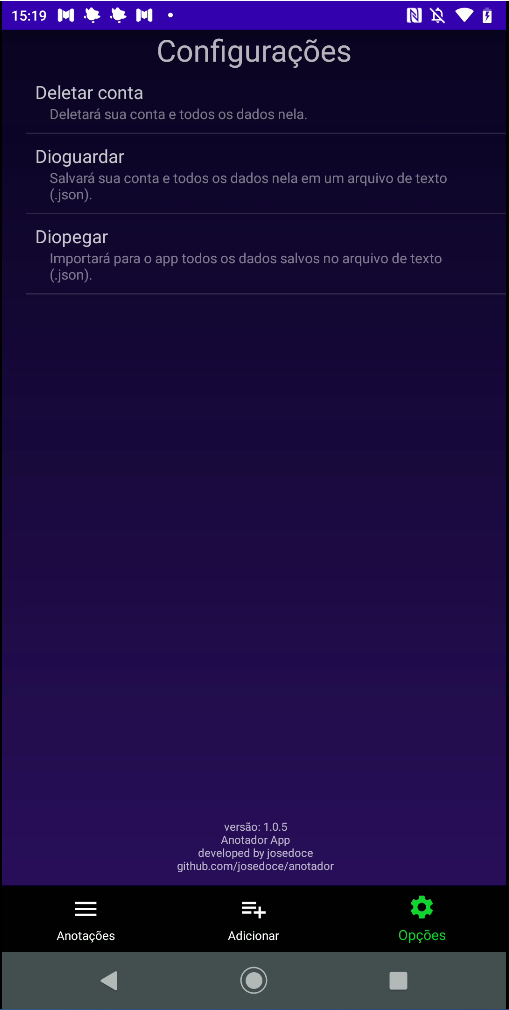 15:19
Configurações
Deletar conta
Deletará sua conta e todos os dados nela.
Dioguardar
Salvará sua conta e todos os dados nela em um arquivo de texto
(.json).
Diopegar
Importará para o app todos os dados salvos no arquivo de texto
(.json).
versão: 1.0.5
Anotador App
developed by josedoce
github.com/josedoce/anotador
Anotações
Adicionar
Opções